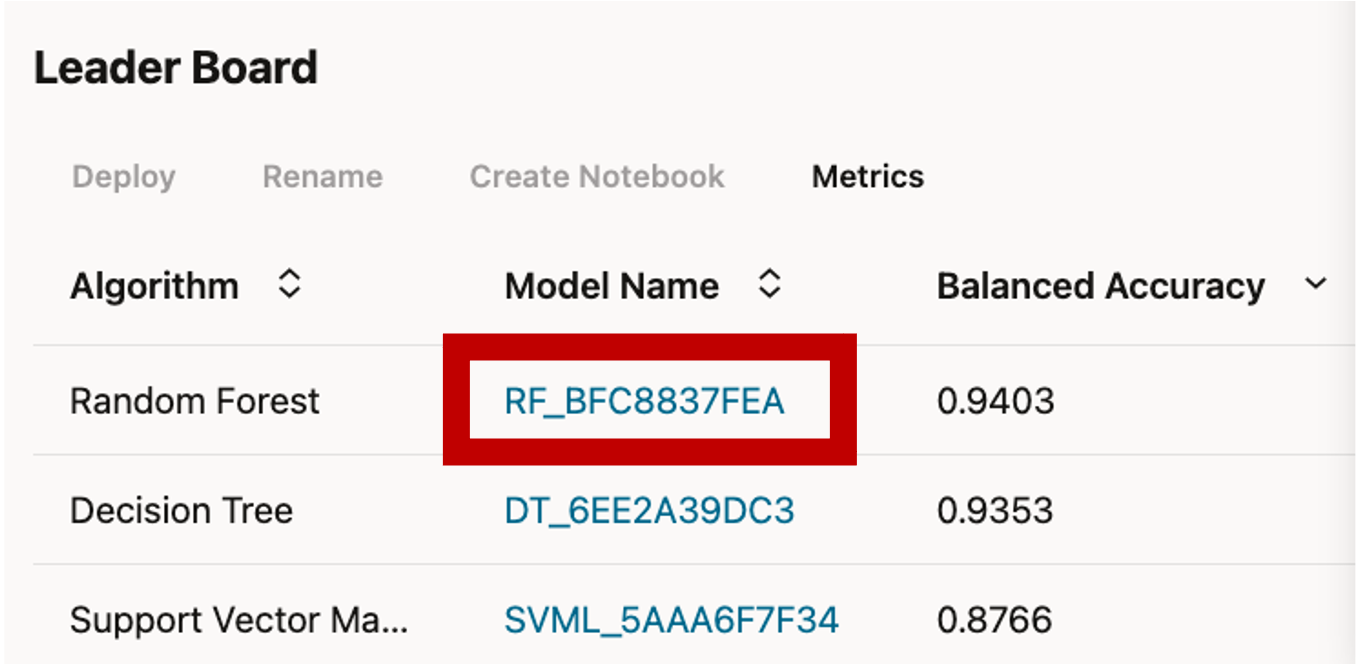 Leader Board
Deploy Rename Create Notebook Metrics
Algorithm Model Name Balanced Accuracy
Random Forest RF_BFC8837FEA 0.9403
Decision Tree DT_6EE2A39DC3 0.9353
Support Vector Ma... SVML_5AAA6F7F34 0.8766